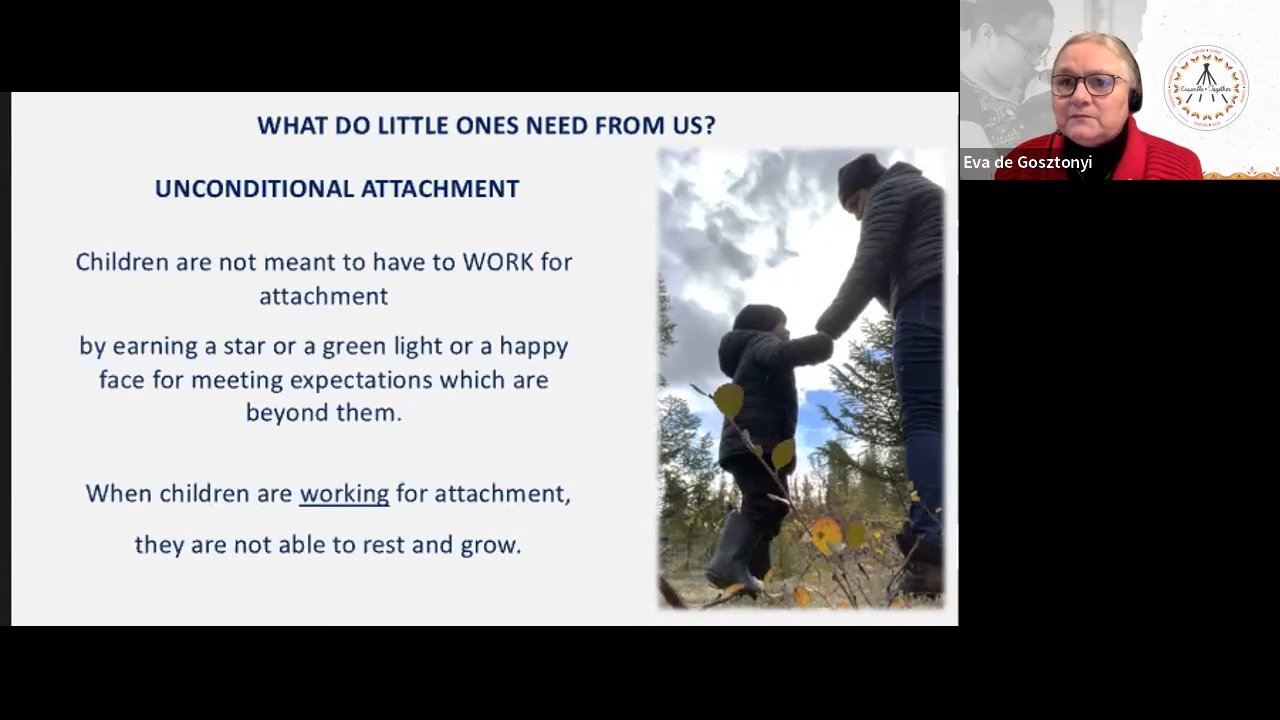 WHAT DO LITTLE ONES NEED FROM US?
UNCONDITIONAL ATTACHMENT
Children are not meant to have to WORK for
attachment
by earning a star or a green light or a happy
face for meeting expectations which are
beyond them.
When children are working for attachment,
they are not able to rest and grow.
Eva de Gosztonyi
Ensemble • Together